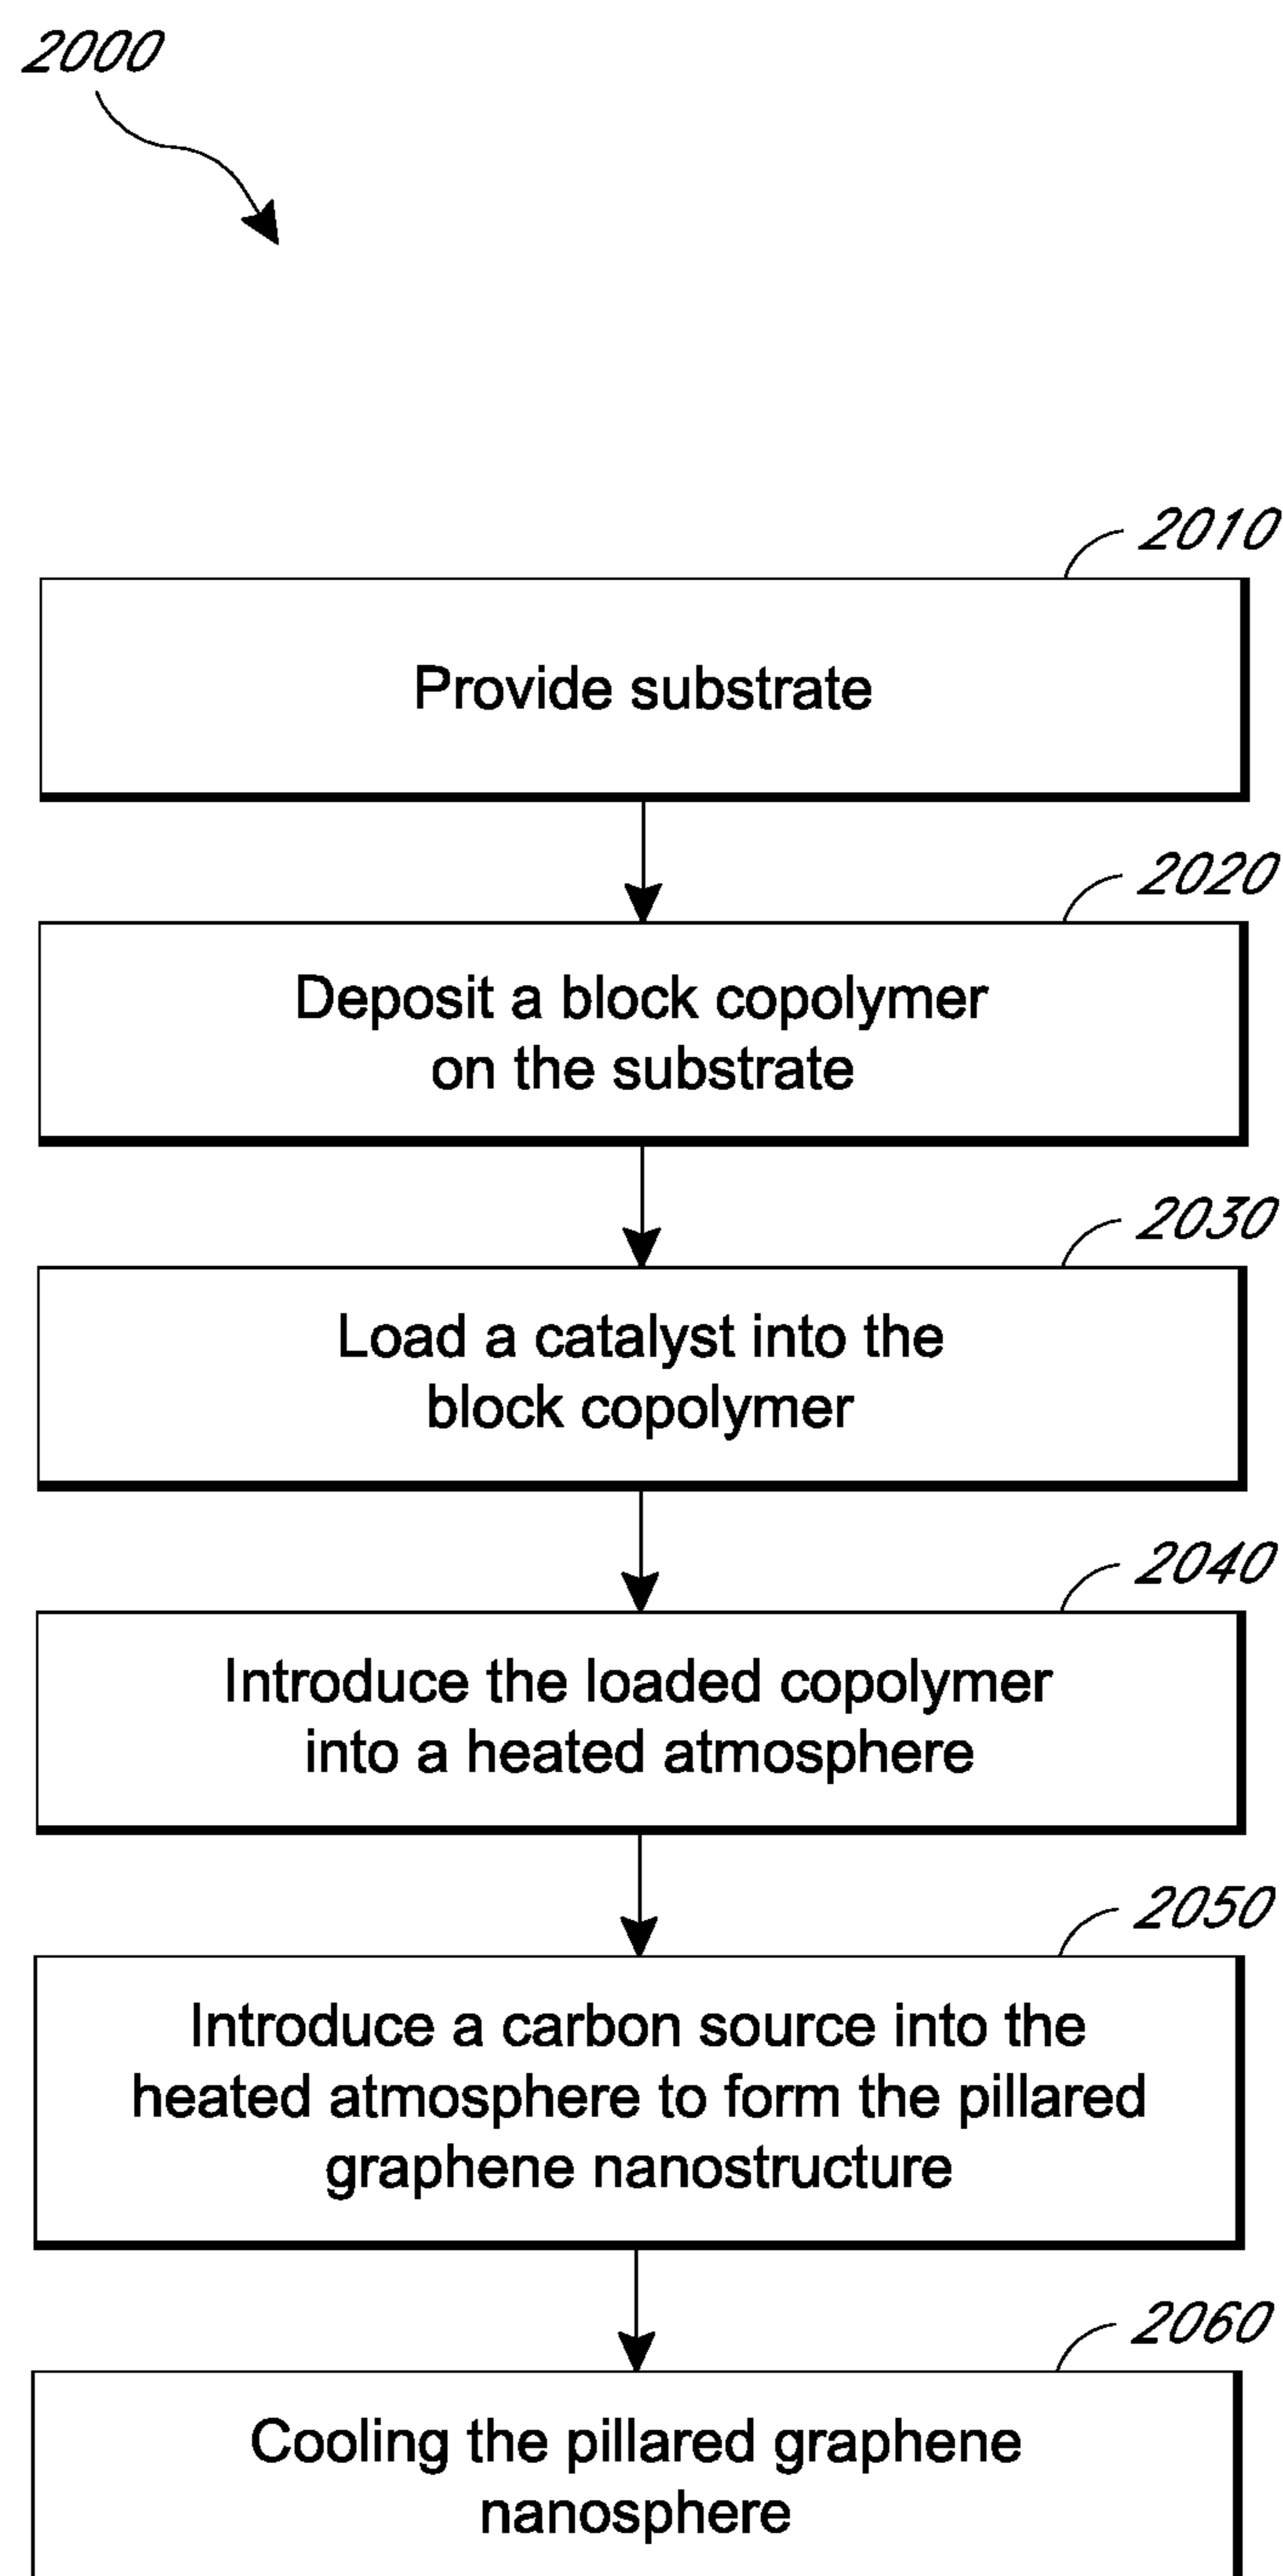 2000
2010
Provide substrate
2020
Deposit a block copolymer
on the substrate
2030
Load a catalyst into the
block copolymer
2040
Introduce the loaded copolymer
into a heated atmosphere
2050
Introduce a carbon source into the
heated atmosphere to form the pillared
graphene nanostructure
2060
Cooling the pillared graphene
nanosphere